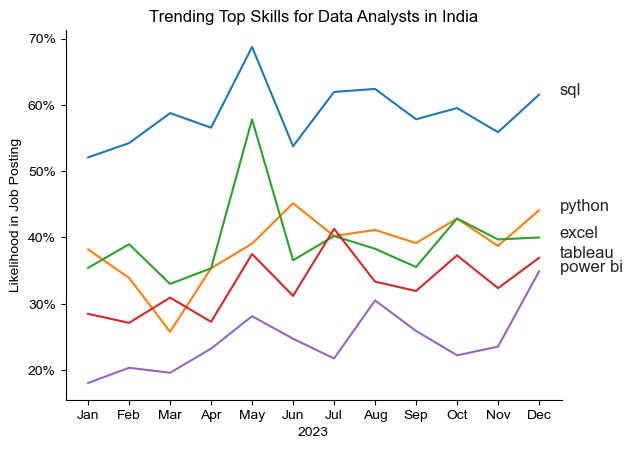 Trending Top Skills for Data Analysts in India
Likelihood in Job Posting
70%
60%
50%
40%
30%
20%
sql
python
excel
tableau
power bi
Jan Feb Mar Apr May Jun Jul Aug Sep Oct Nov Dec
2023